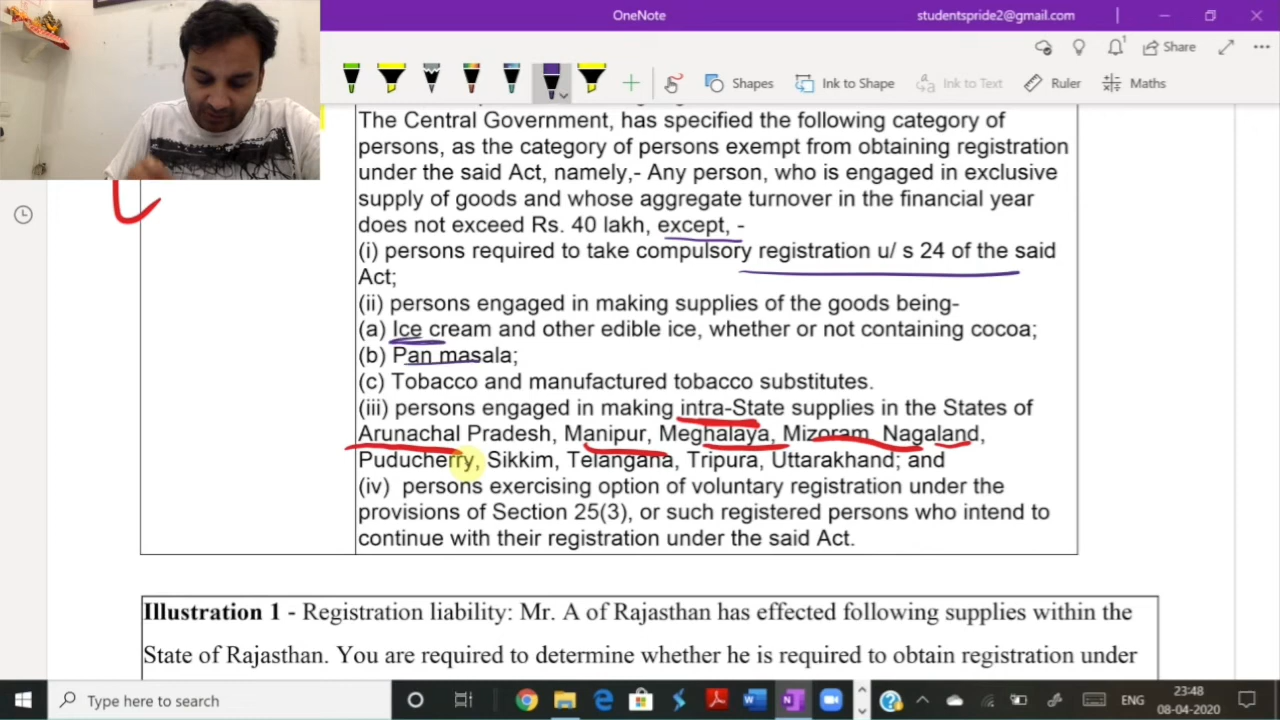 OneNote
studentspride2@gmail.com
1
Share
Shapes
Ink to Shape
Ink to Text
Ruler
Maths
The Central Government, has specified the following category of
persons, as the category of persons exempt from obtaining registration
under the said Act, namely,- Any person, who is engaged in exclusive
supply of goods and whose aggregate turnover in the financial year
does not exceed Rs. 40 lakh, except, -
(i) persons required to take compulsory registration u/ s 24 of the said
Act;
(ii) persons engaged in making supplies of the goods being-
(a) Ice cream and other edible ice, whether or not containing cocoa;
(b) Pan masala;
(c) Tobacco and manufactured tobacco substitutes.
(iii) persons engaged in making intra-State supplies in the States of
Arunachal Pradesh, Manipur, Meghalaya, Mizoram, Nagaland,
Puducherry, Sikkim, Telangana, Tripura, Uttarakhand; and
(iv) persons exercising option of voluntary registration under the
provisions of Section 25(3), or such registered persons who intend to
continue with their registration under the said Act.
Illustration 1 - Registration liability: Mr. A of Rajasthan has effected following supplies within the
State of Rajasthan. You are required to determine whether he is required to obtain registration under
Type here to search
ENG
23:48
08-04-2020